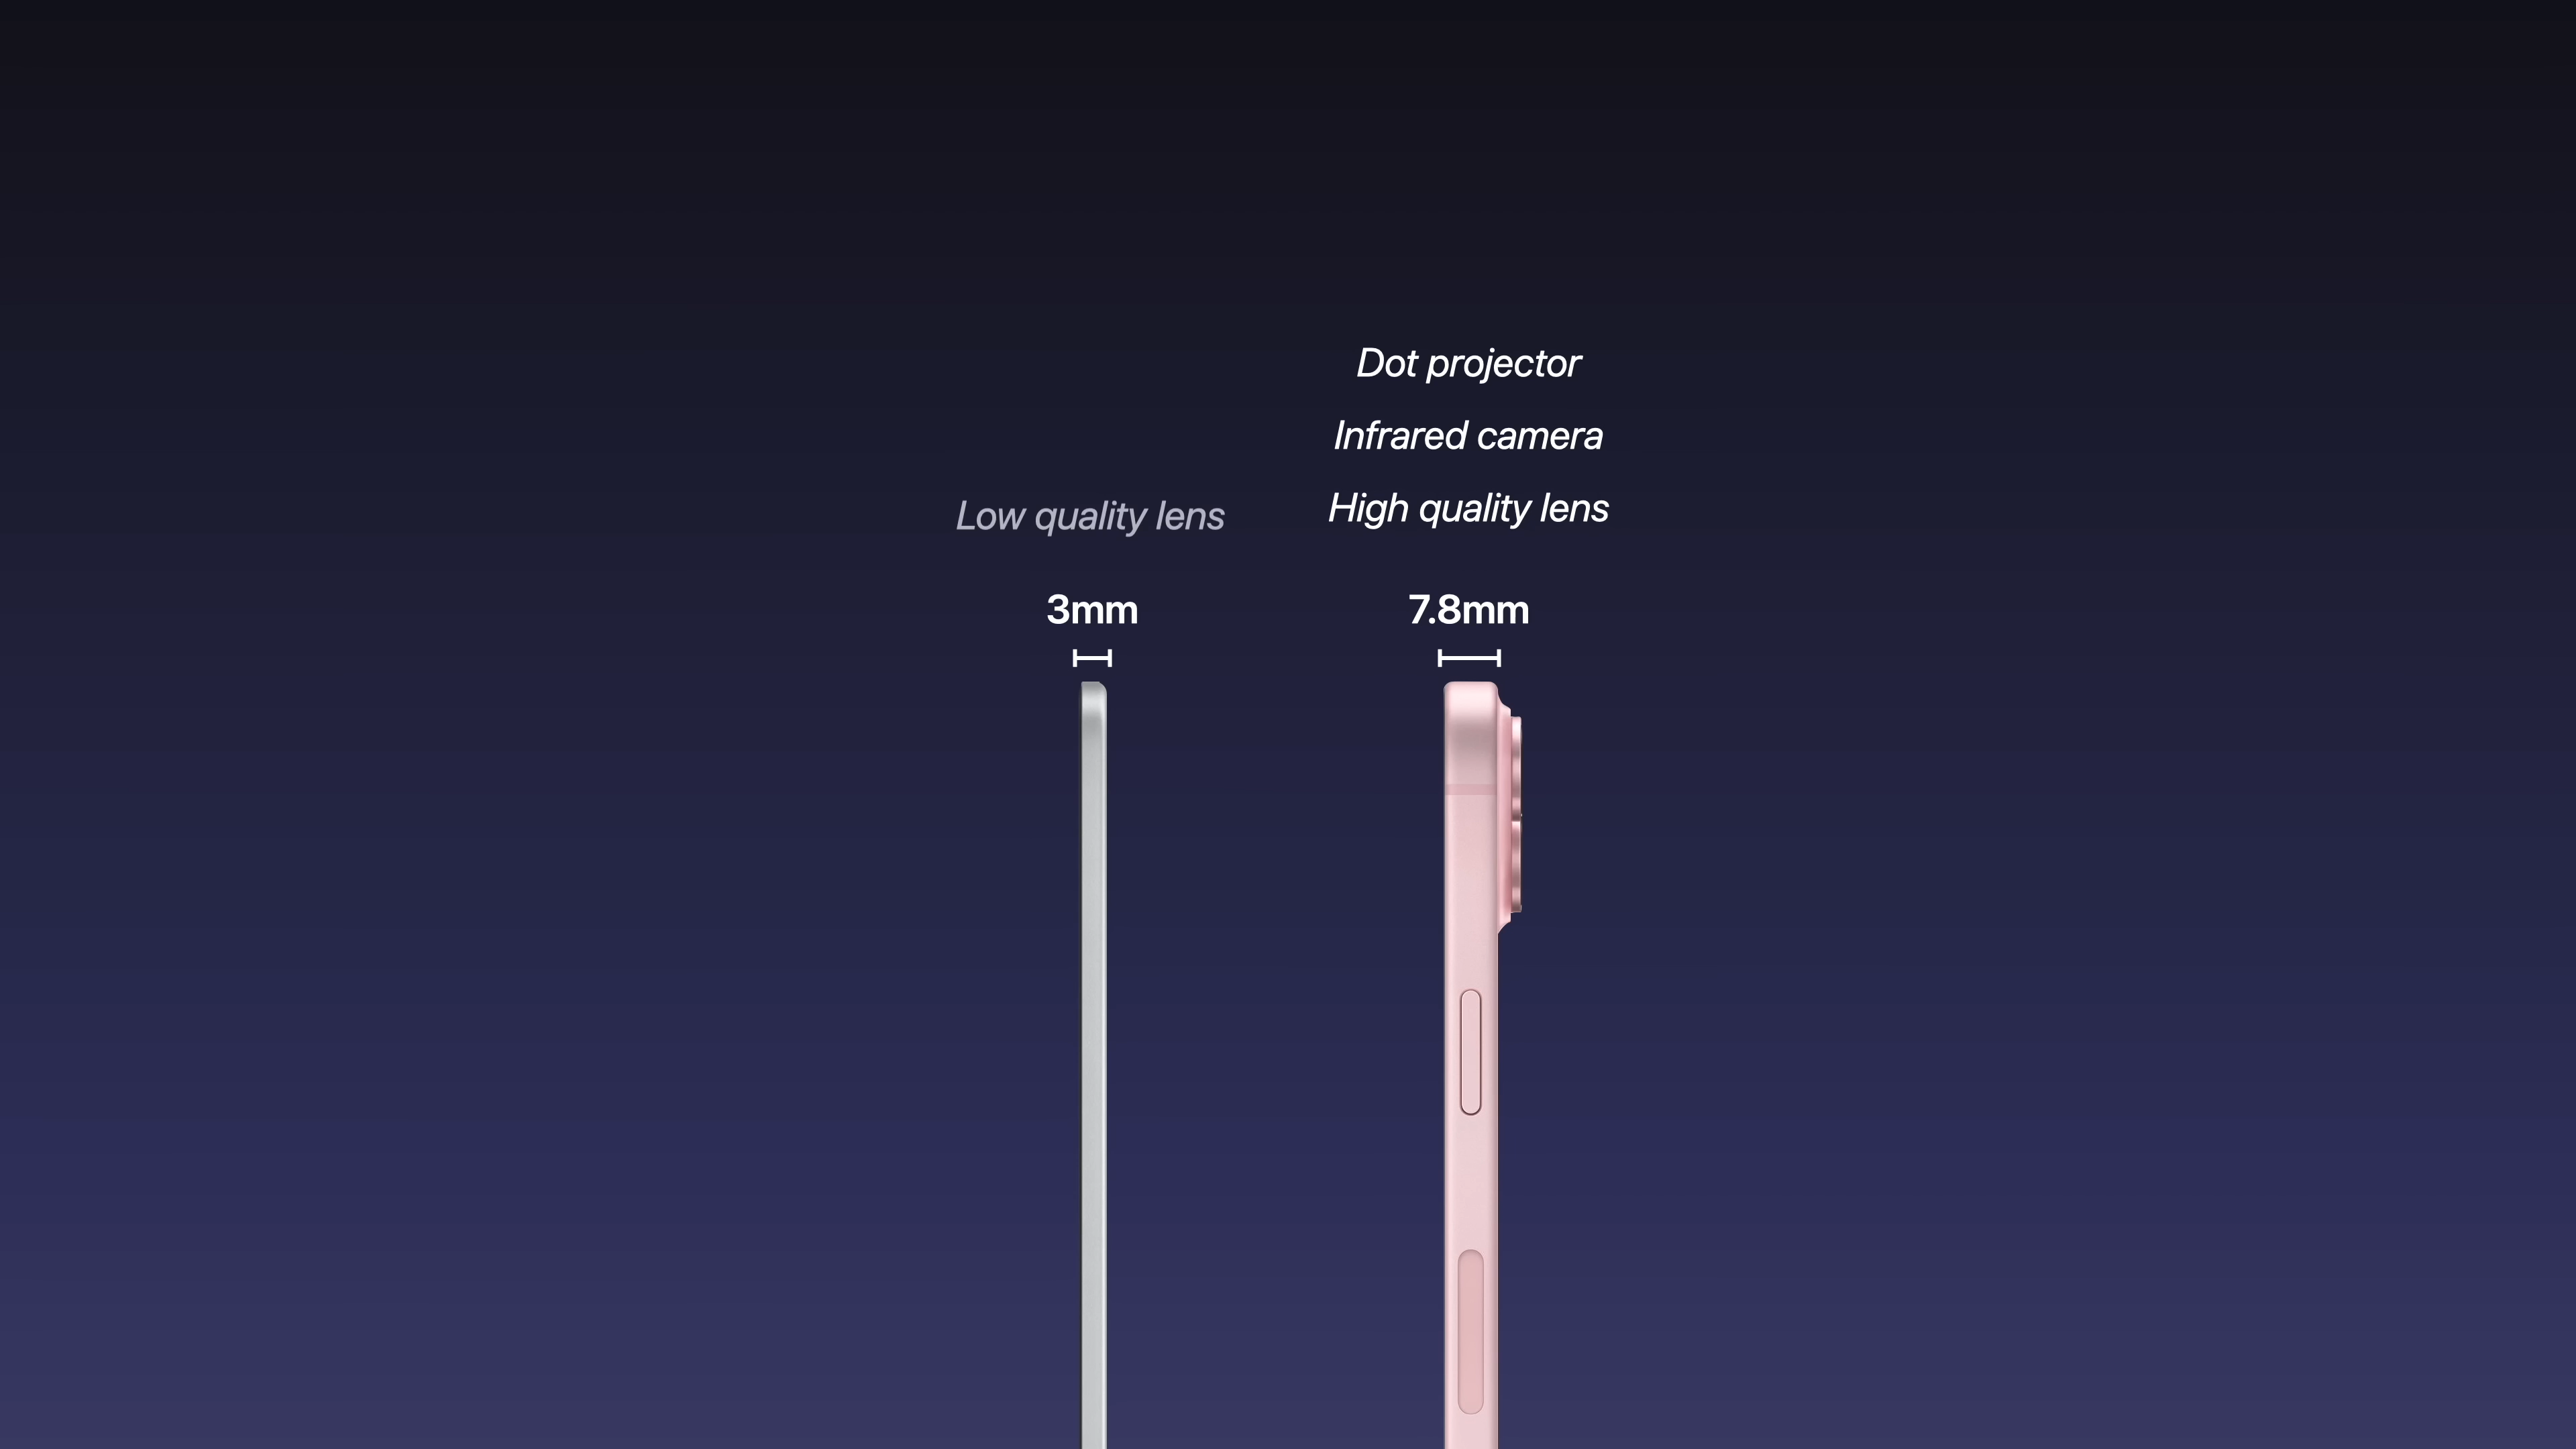 Low quality lens
3mm
Dot projector
Infrared camera
High quality lens
7.8mm